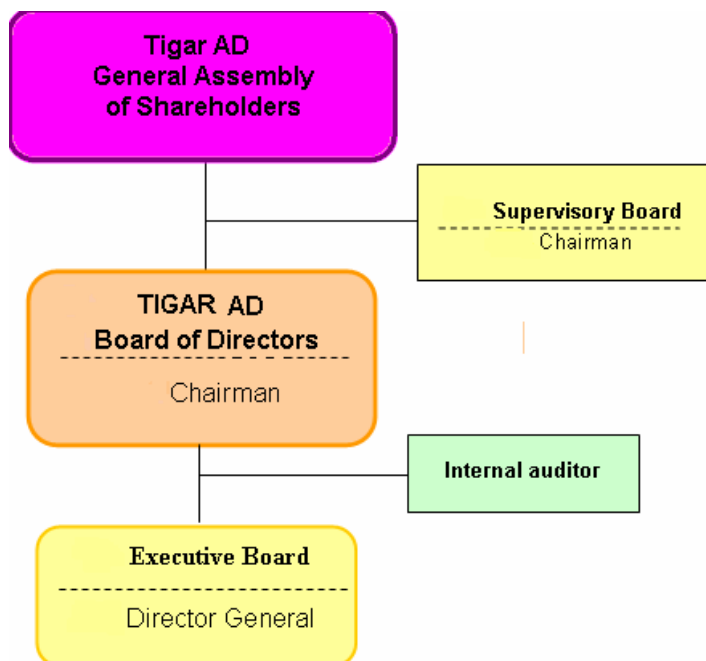 Tigar AD
General Assembly
of Shareholders
Supervisory Board
Chairman
TIGAR AD
Board of Directors
Chairman
Internal auditor
Executive Board
Director General